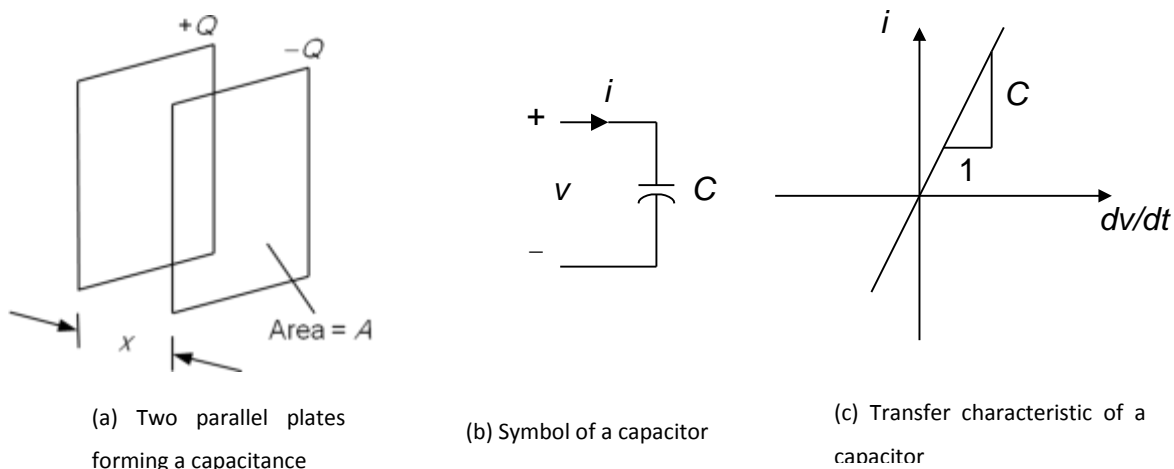 +Q
−Q
Area = A
x
(a) Two parallel plates
forming a capacitance
i
+
v
C
−
(b) Symbol of a capacitor
i
C
1
dv/dt
(c) Transfer characteristic of a
capacitor